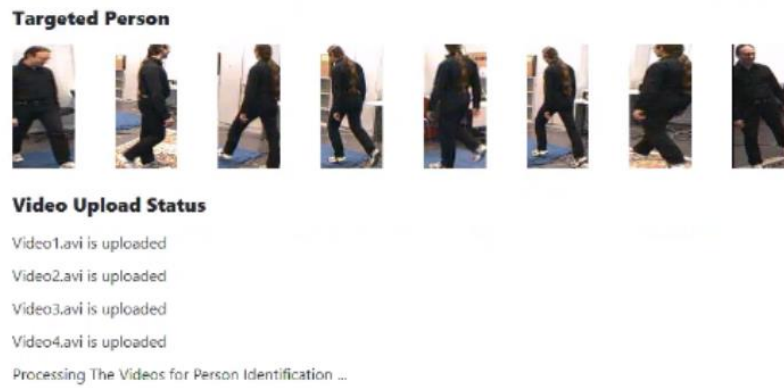 Targeted Person
Video Upload Status
Video1.avi is uploaded
Video2.avi is uploaded
Video3.avi is uploaded
Video4.avi is uploaded
Processing The Videos for Person Identification ...